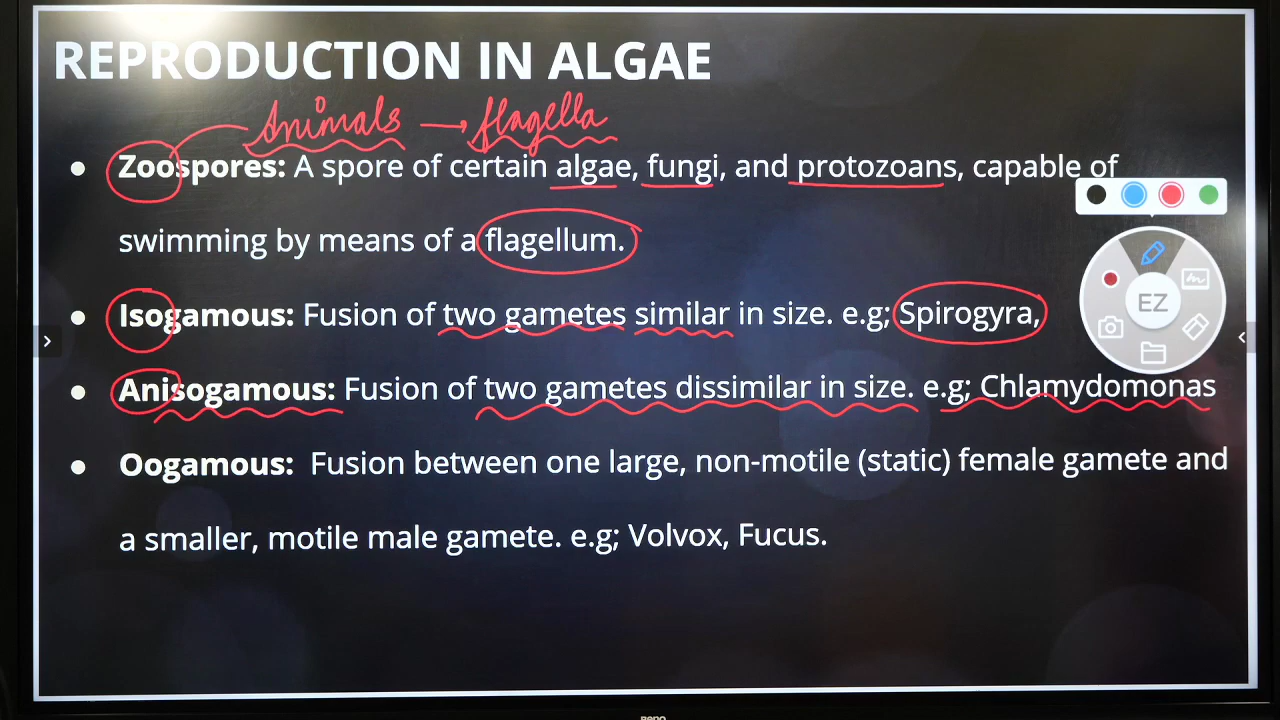 REPRODUCTION IN ALGAE
Animals → flagella
● Zoospores: A spore of certain algae, fungi, and protozoans, capable of
swimming by means of a flagellum.
● Isogamous: Fusion of two gametes similar in size. e.g; Spirogyra,
● Anisogamous: Fusion of two gametes dissimilar in size. e.g; Chlamydomonas
● Oogamous: Fusion between one large, non-motile (static) female gamete and
a smaller, motile male gamete. e.g; Volvox, Fucus.
EZ
BenQ